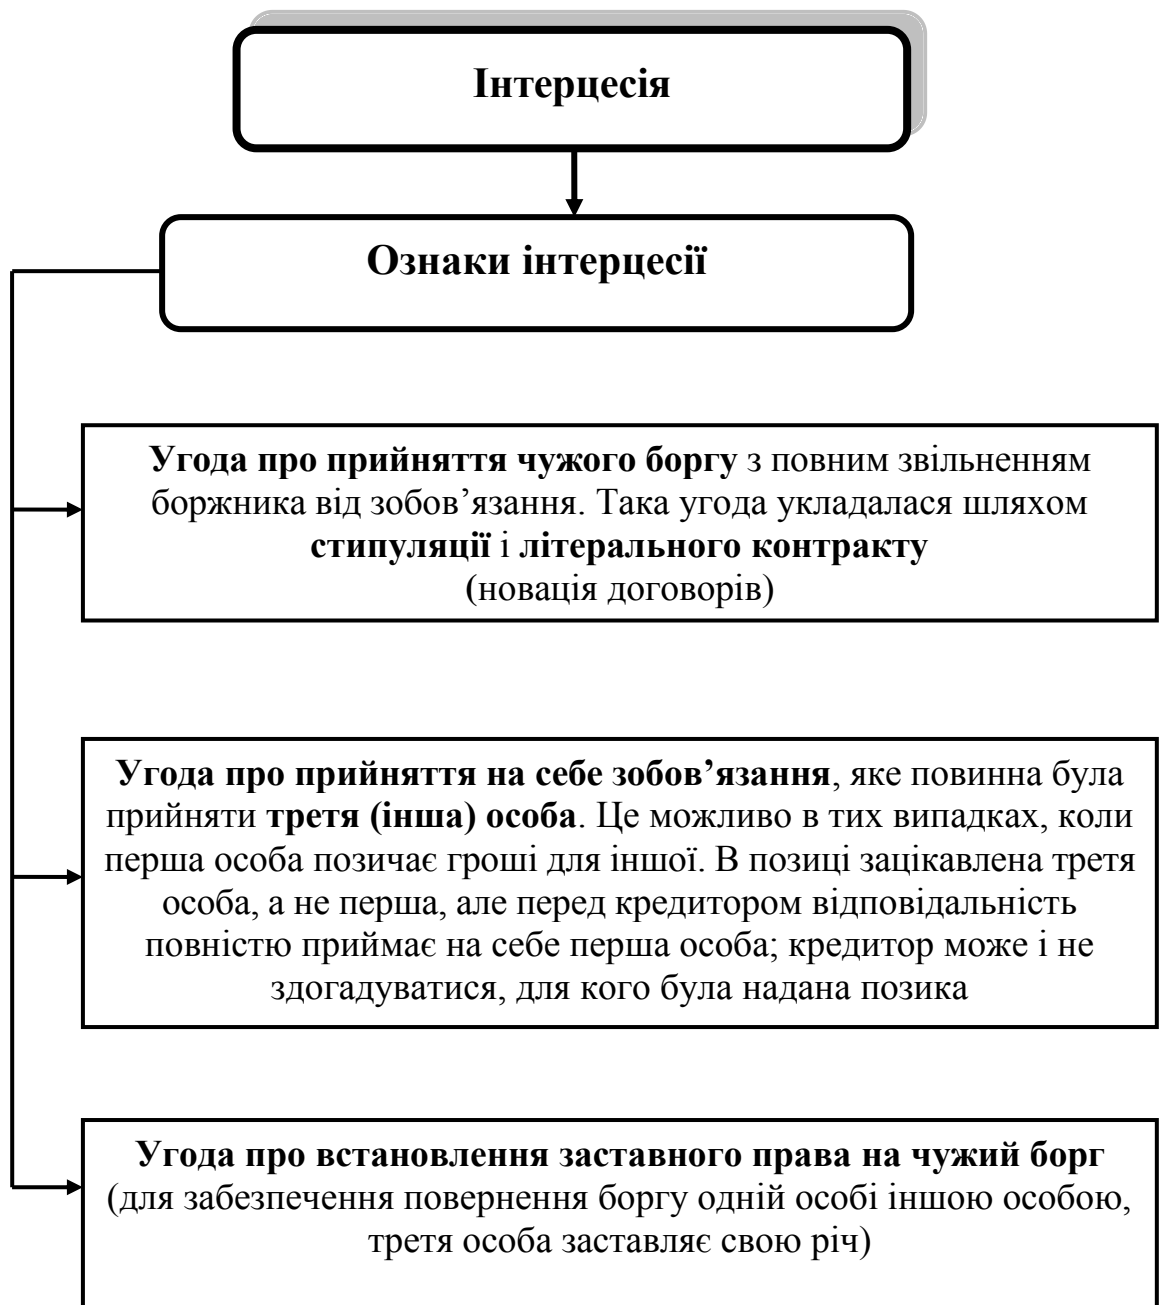 Інтерцесія
Ознаки інтерцесії
Угода про прийняття чужого боргу з повним звільненням
боржника від зобов’язання. Така угода укладалася шляхом
стипуляції і літерального контракту
(новація договорів)
Угода про прийняття на себе зобов’язання, яке повинна була
прийняти третя (інша) особа. Це можливо в тих випадках, коли
перша особа позичає гроші для іншої. В позиці зацікавлена третя
особа, а не перша, але перед кредитором відповідальність
повністю приймає на себе перша особа; кредитор може і не
здогадуватися, для кого була надана позика
Угода про встановлення заставного права на чужий борг
(для забезпечення повернення боргу одній особі іншою особою,
третя особа заставляє свою річ)